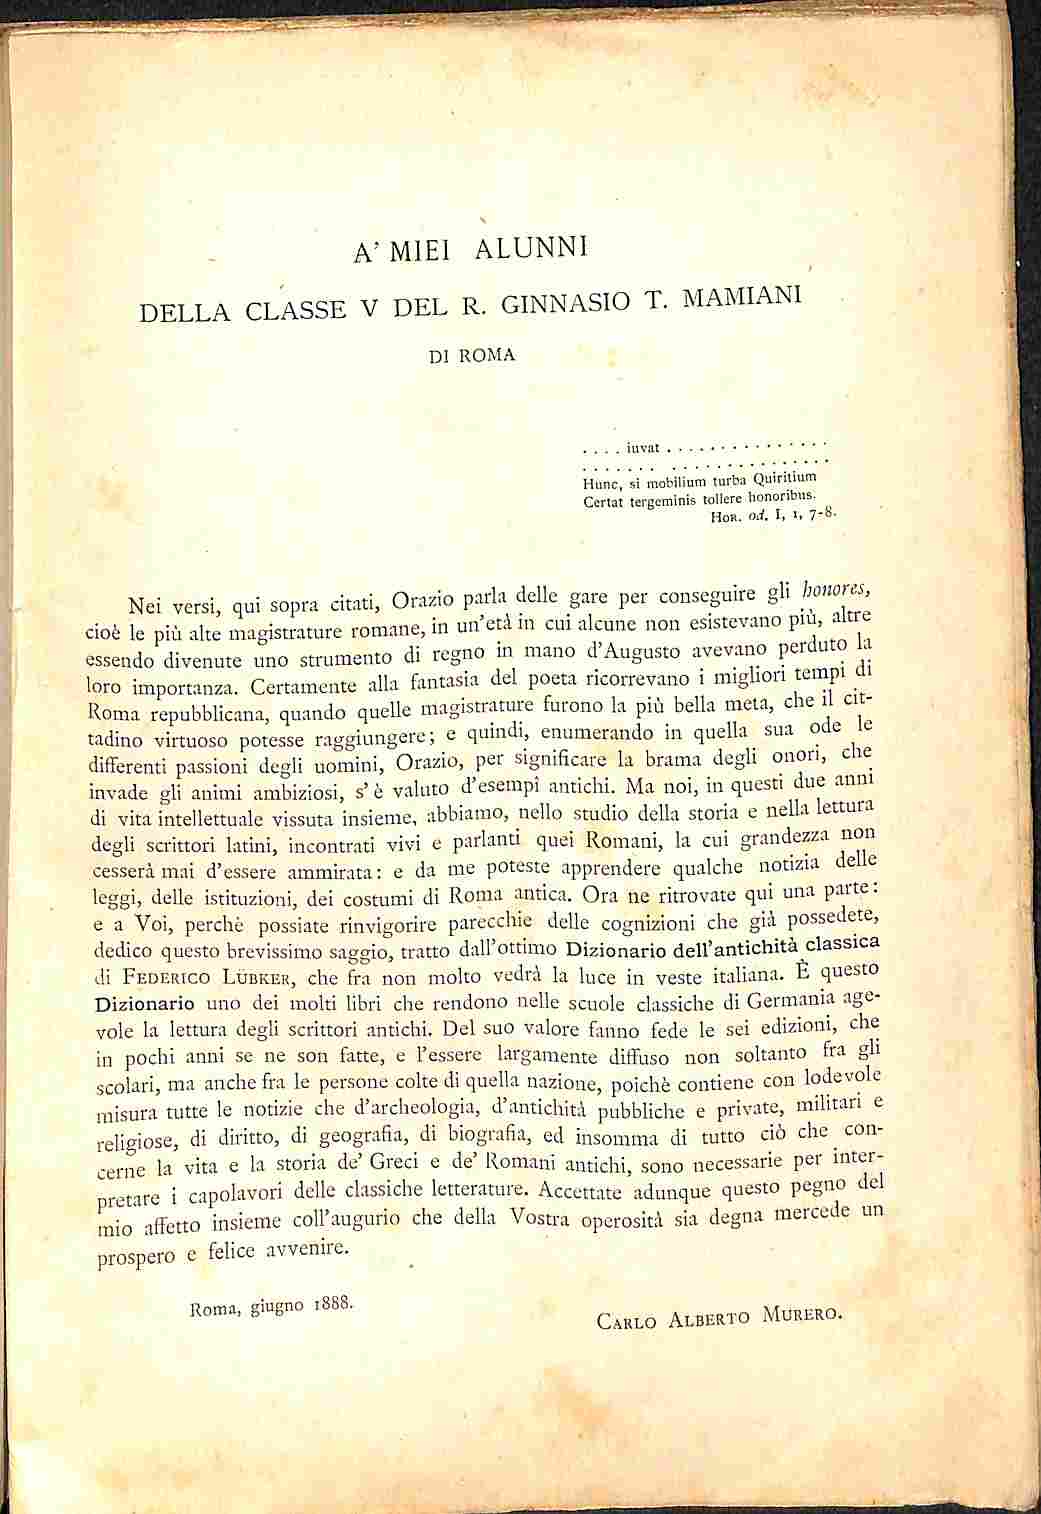 A' MIEI ALUNNI
DELLA CLASSE V DEL R. GINNASIO T. MAMIANI
DI ROMA
. . . . iuvat . . . . . . . . . . . . . . .
. . . . . . . . . . . . . . . . . . . . . .
Hunc, si mobilium turba Quiritium
Certat tergeminis tollere honoribus.
HOR. od. I, 1, 7-8.
Nei versi, qui sopra citati, Orazio parla delle gare per conseguire gli honores,
cioè le più alte magistrature romane, in un'età in cui alcune non esistevano più, altre
essendo divenute uno strumento di regno in mano d'Augusto avevano perduto la
loro importanza. Certamente alla fantasia del poeta ricorrevano i migliori tempi di
Roma repubblicana, quando quelle magistrature furono la più bella meta, che il cit-
tadino virtuoso potesse raggiungere; e quindi, enumerando in quella sua ode le
differenti passioni degli uomini, Orazio, per significare la brama degli onori, che
invade gli animi ambiziosi, s'è valuto d'esempî antichi. Ma noi, in questi due anni
di vita intellettuale vissuta insieme, abbiamo, nello studio della storia e nella lettura
degli scrittori latini, incontrati vivi e parlanti quei Romani, la cui grandezza non
cesserà mai d'essere ammirata: e da me poteste apprendere qualche notizia delle
leggi, delle istituzioni, dei costumi di Roma antica. Ora ne ritrovate qui una parte:
e a Voi, perchè possiate rinvigorire parecchie delle cognizioni che già possedete,
dedico questo brevissimo saggio, tratto dall'ottimo Dizionario dell'antichità classica
di FEDERICO LÜBKER, che fra non molto vedrà la luce in veste italiana. È questo
Dizionario uno dei molti libri che rendono nelle scuole classiche di Germania age-
vole la lettura degli scrittori antichi. Del suo valore fanno fede le sei edizioni, che
in pochi anni se ne son fatte, e l'essere largamente diffuso non soltanto fra gli
scolari, ma anche fra le persone colte di quella nazione, poichè contiene con lodevole
misura tutte le notizie che d'archeologia, d'antichità pubbliche e private, militari e
religiose, di diritto, di geografia, di biografia, ed insomma di tutto ciò che con-
cerne la vita e la storia de' Greci e de' Romani antichi, sono necessarie per inter-
pretare i capolavori delle classiche letterature. Accettate adunque questo pegno del
mio affetto insieme coll'augurio che della Vostra operosità sia degna mercede un
prospero e felice avvenire.
Roma, giugno 1888.
CARLO ALBERTO MURERO.